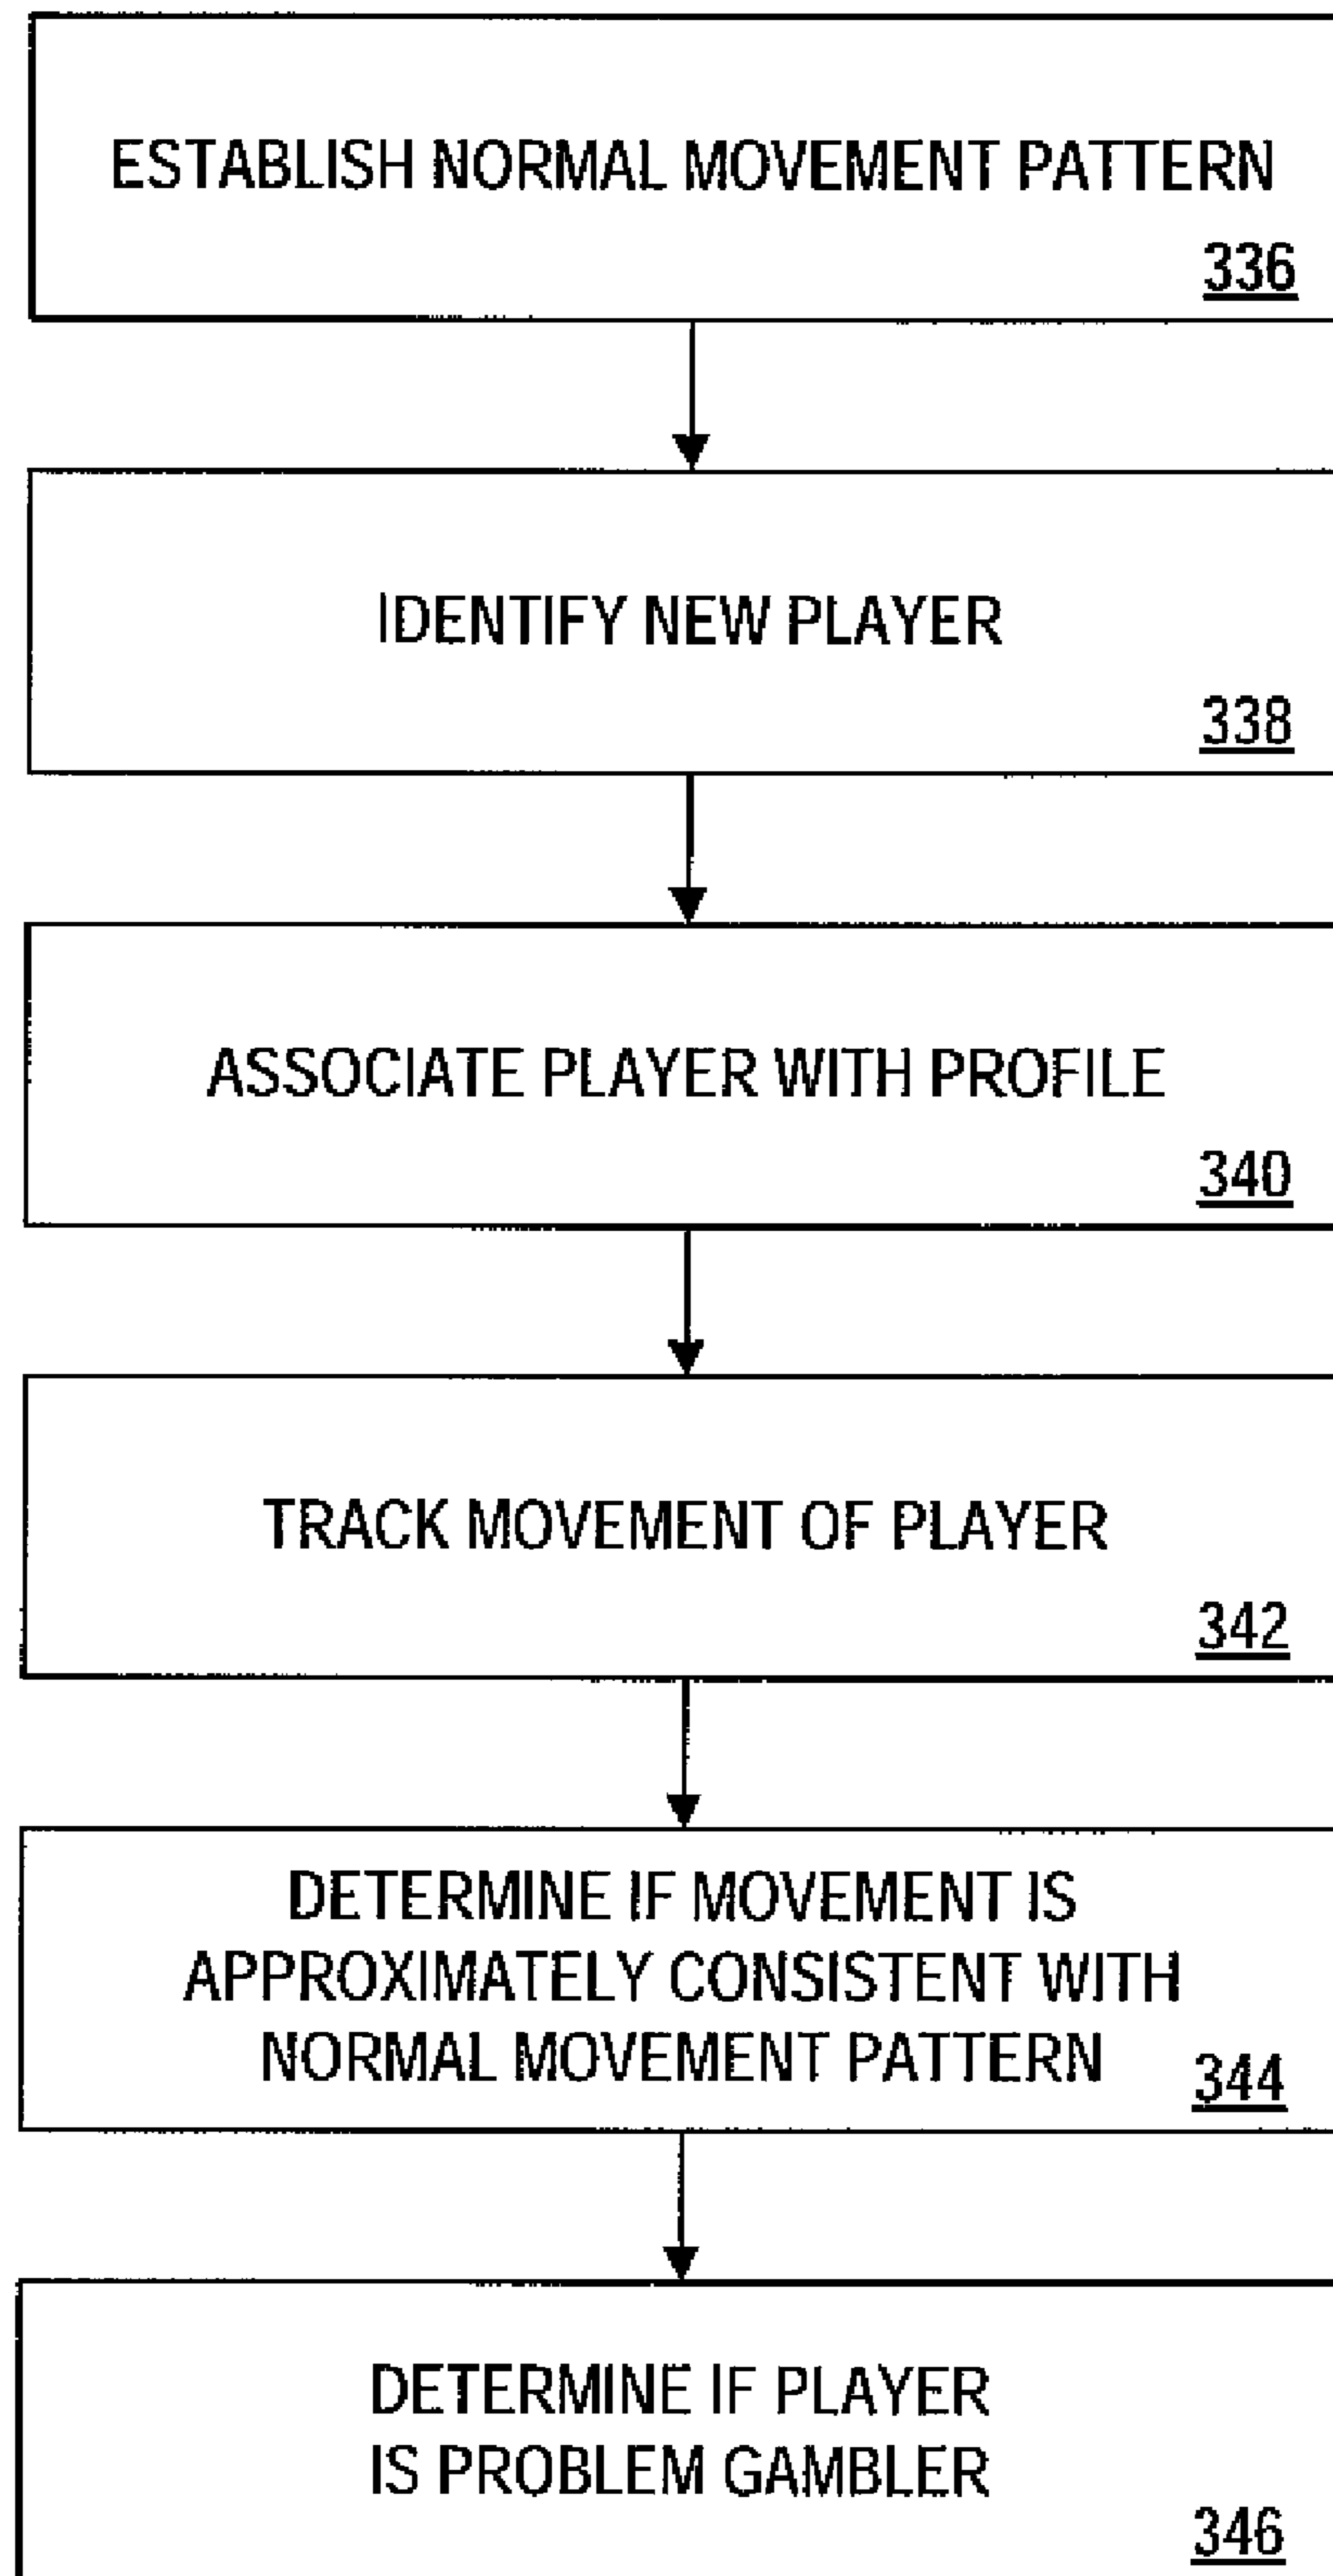 ESTABLISH NORMAL MOVEMENT PATTERN
336
IDENTIFY NEW PLAYER
338
ASSOCIATE PLAYER WITH PROFILE
340
TRACK MOVEMENT OF PLAYER
342
DETERMINE IF MOVEMENT IS
APPROXIMATELY CONSISTENT WITH
NORMAL MOVEMENT PATTERN
344
DETERMINE IF PLAYER
IS PROBLEM GAMBLER
346